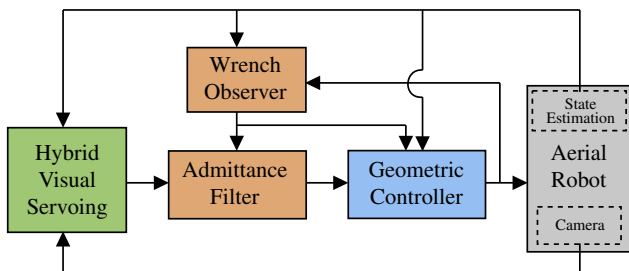 Wrench
Observer
State
Estimation
Hybrid
Visual
Servoing
Admittance
Filter
Geometric
Controller
Aerial
Robot
Camera